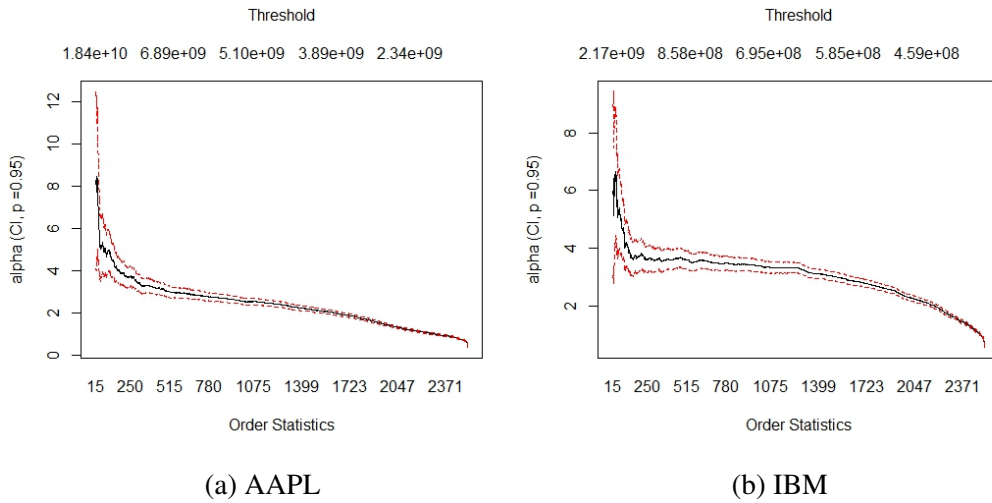 Threshold
1.84e+10 6.89e+09 5.10e+09 3.89e+09 2.34e+09
alpha (CI, p =0.95)
12
10
8
6
4
2
0
15 250 515 780 1075 1399 1723 2047 2371
Order Statistics
(a) AAPL
Threshold
2.17e+09 8.58e+08 6.95e+08 5.85e+08 4.59e+08
alpha (CI, p =0.95)
8
6
4
2
15 250 515 780 1075 1399 1723 2047 2371
Order Statistics
(b) IBM